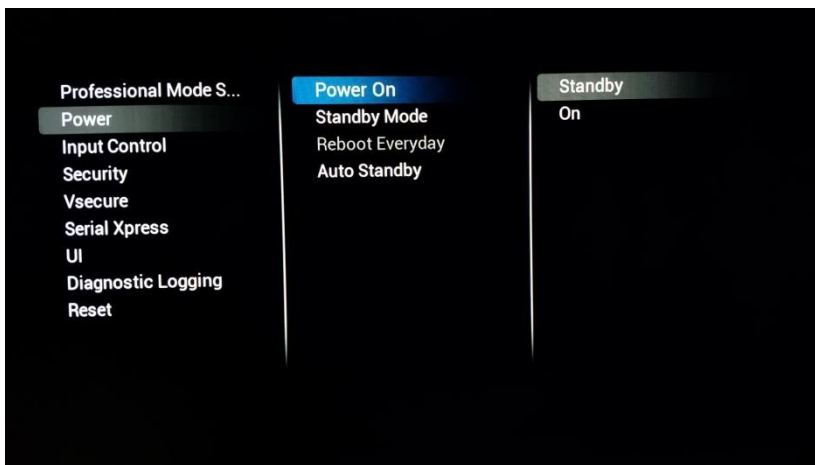 Professional Mode S...
Power
Input Control
Security
Vsecure
Serial Xpress
UI
Diagnostic Logging
Reset
Power On
Standby Mode
Reboot Everyday
Auto Standby
Standby
On